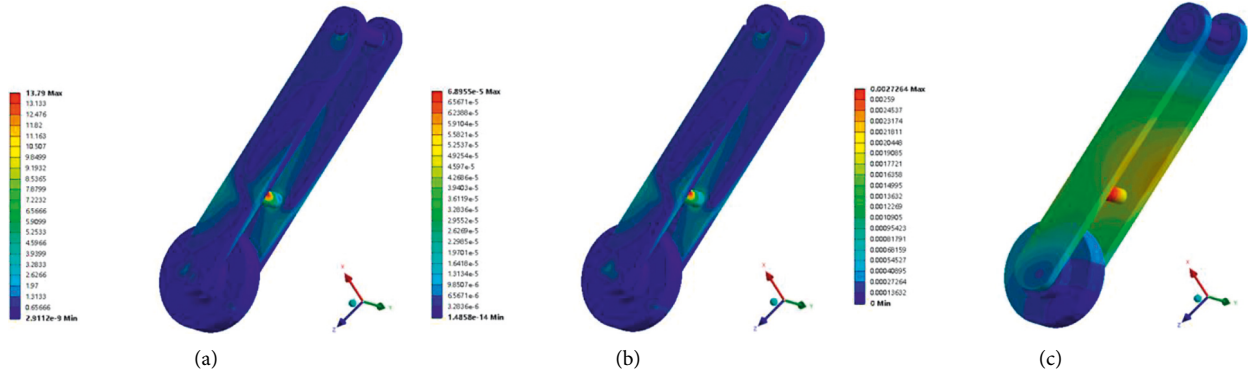 13.79 Max
13.133
12.476
11.82
11.163
10.507
9.8499
9.1932
8.5365
7.8799
7.2232
6.5666
5.9099
5.2533
4.5966
3.9399
3.2833
2.6266
1.97
1.3133
0.65666
2.9112e-9 Min
X
Y
Z
(a)
6.8955e-5 Max
6.5671e-5
6.2388e-5
5.9104e-5
5.5821e-5
5.2537e-5
4.9254e-5
4.597e-5
4.2686e-5
3.9403e-5
3.6119e-5
3.2836e-5
2.9552e-5
2.6269e-5
2.2985e-5
1.9701e-5
1.6418e-5
1.3134e-5
9.8507e-6
6.5671e-6
3.2836e-6
1.4858e-14 Min
X
Y
Z
(b)
0.0027264 Max
0.00259
0.0024537
0.0023174
0.0021811
0.0020448
0.0019085
0.0017721
0.0016358
0.0014995
0.0013632
0.0012269
0.0010905
0.00095423
0.00081791
0.00068159
0.00054527
0.00040895
0.00027264
0.00013632
0 Min
X
Y
Z
(c)